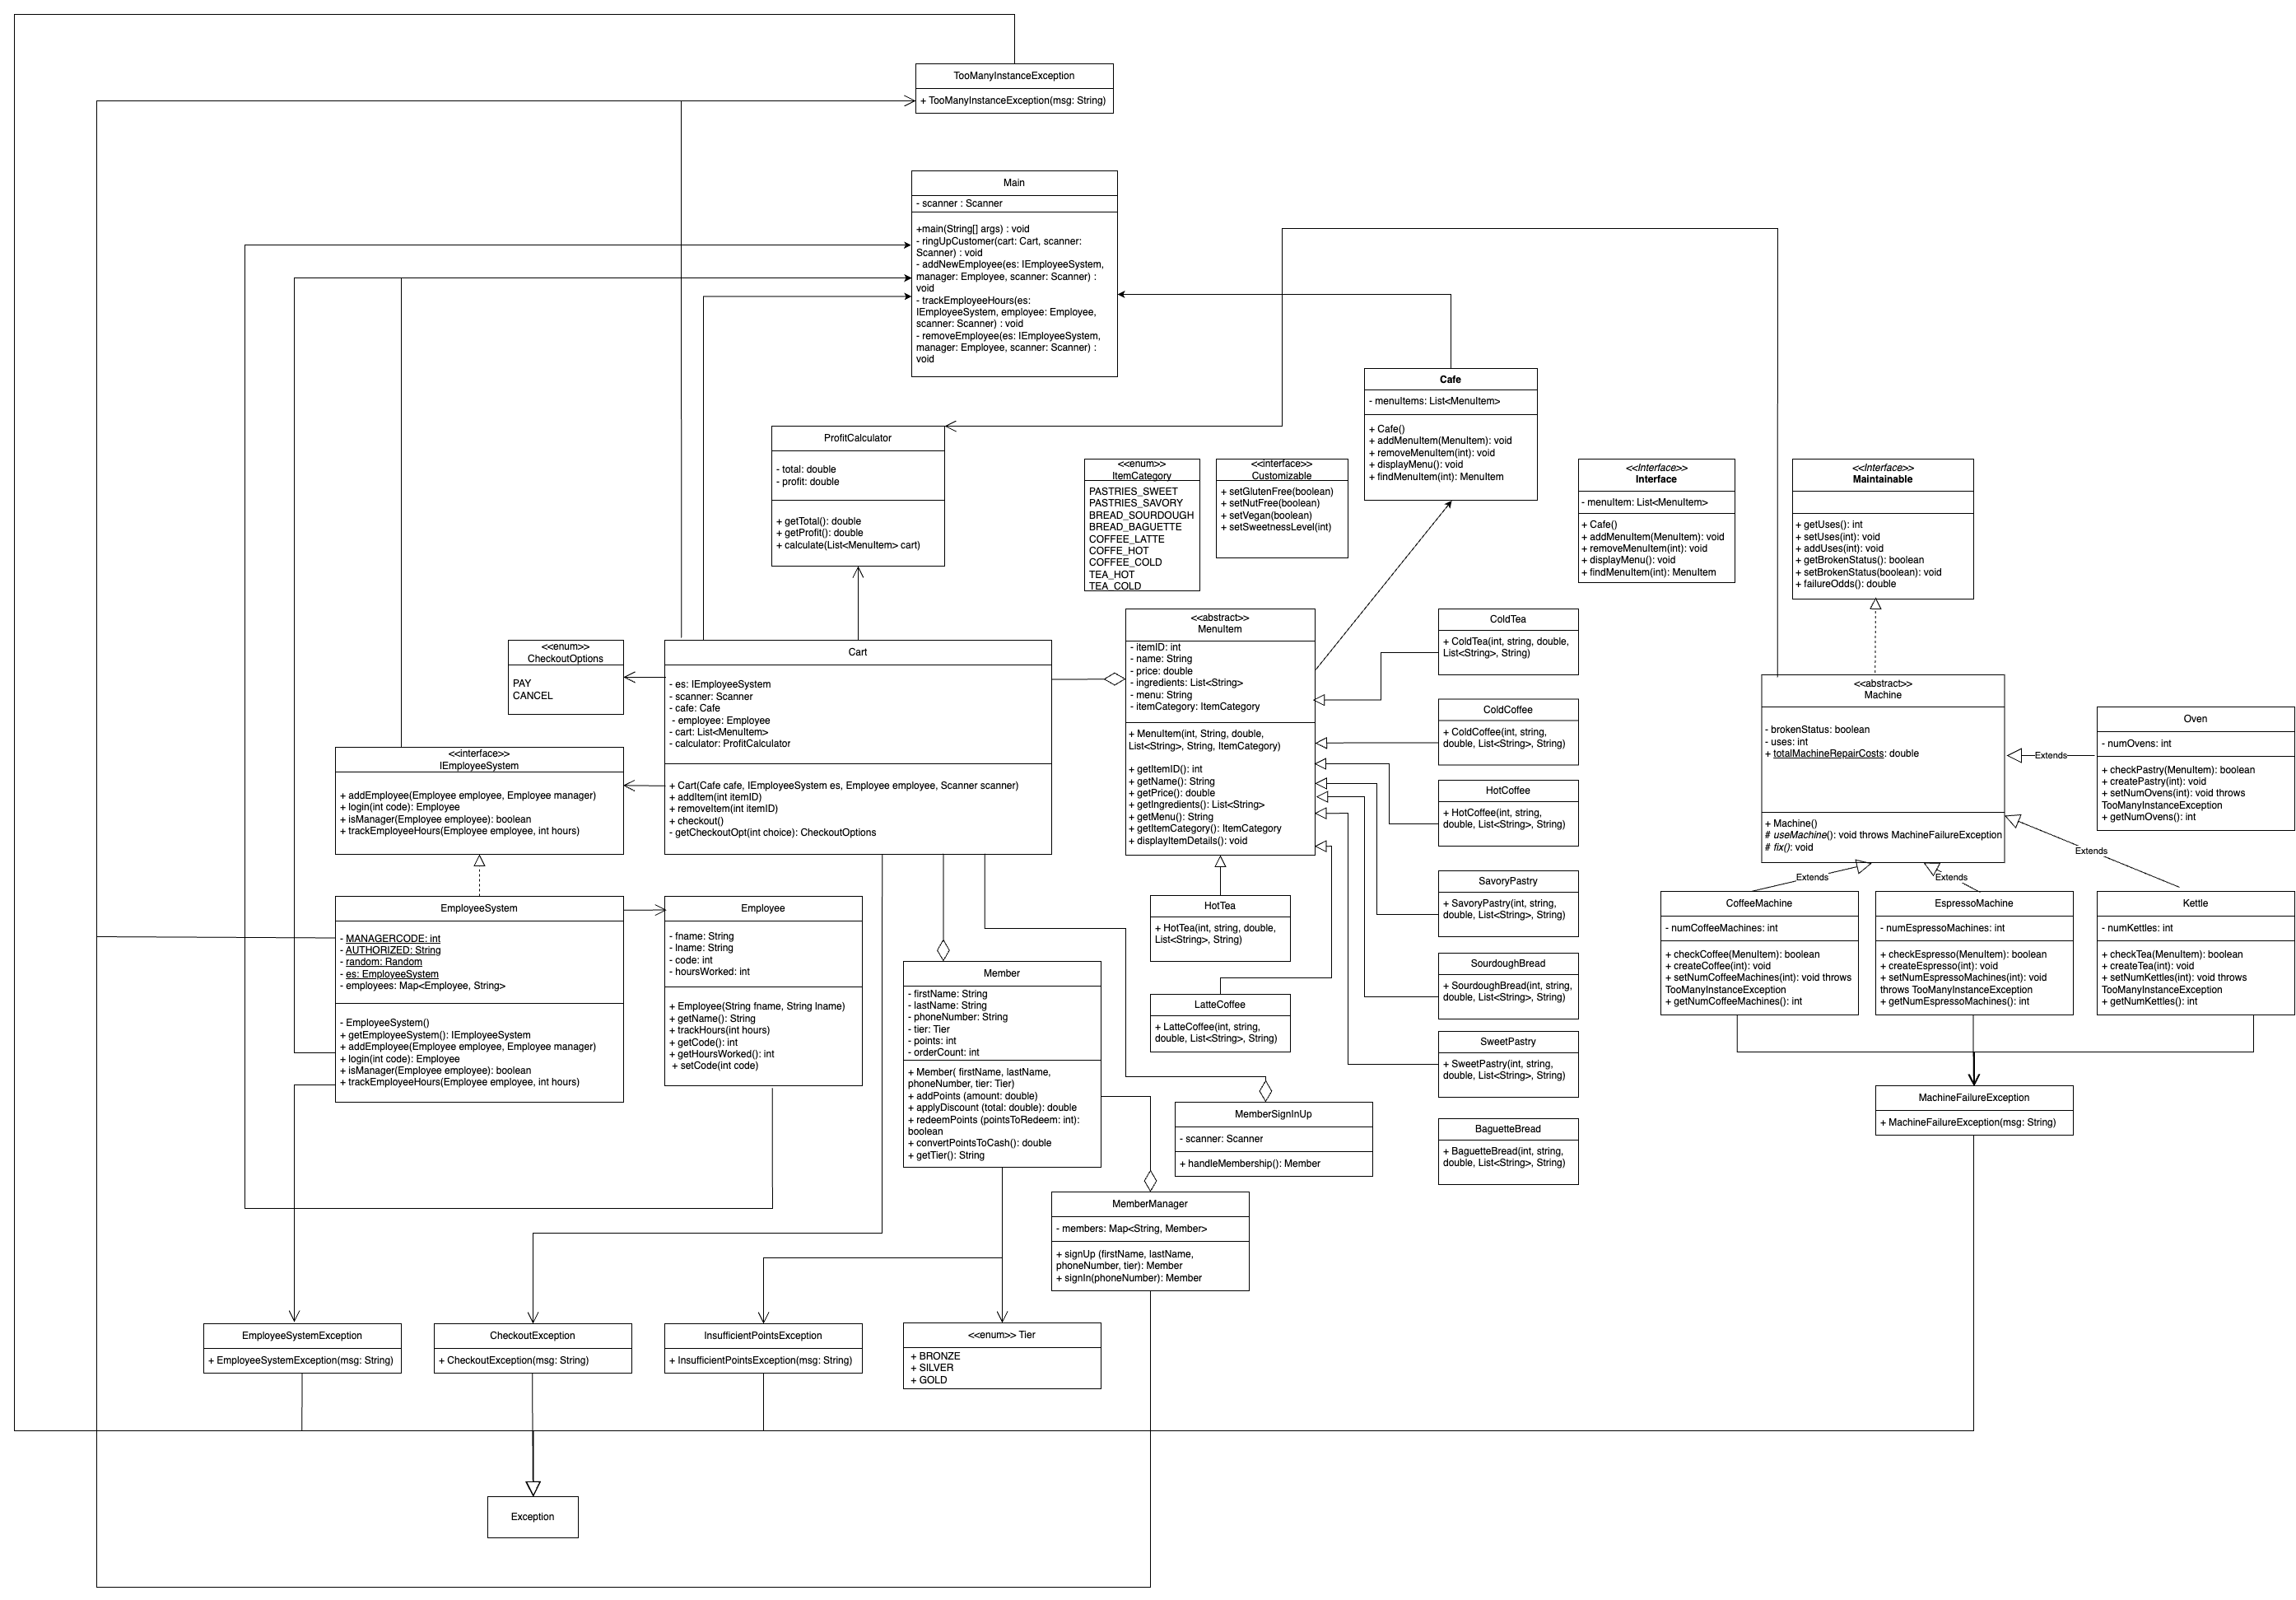 TooManyInstanceException
+ TooManyInstanceException(msg: String)
Main
- scanner : Scanner
+main(String[] args) : void
- ringUpCustomer(cart: Cart, scanner:
Scanner) : void
- addNewEmployee(es: IEmployeeSystem,
manager: Employee, scanner: Scanner) :
void
- trackEmployeeHours(es:
IEmployeeSystem, employee: Employee,
scanner: Scanner) : void
- removeEmployee(es: IEmployeeSystem,
manager: Employee, scanner: Scanner) :
void
Cafe
- menuItems: List<MenuItem>
+ Cafe()
+ addMenuItem(MenuItem): void
+ removeMenuItem(int): void
+ displayMenu(): void
+ findMenuItem(int): MenuItem
ProfitCalculator
- total: double
- profit: double
+ getTotal(): double
+ getProfit(): double
+ calculate(List<MenuItem> cart)
<<enum>>
ItemCategory
PASTRIES_SWEET
PASTRIES_SAVORY
BREAD_SOURDOUGH
BREAD_BAGUETTE
COFFEE_LATTE
COFFE_HOT
COFFEE_COLD
TEA_HOT
TEA_COLD
<<interface>>
Customizable
+ setGlutenFree(boolean)
+ setNutFree(boolean)
+ setVegan(boolean)
+ setSweetnessLevel(int)
<<Interface>>
Interface
- menuItem: List<MenuItem>
+ Cafe()
+ addMenuItem(MenuItem): void
+ removeMenuItem(int): void
+ displayMenu(): void
+ findMenuItem(int): MenuItem
<<Interface>>
Maintainable
+ getUses(): int
+ setUses(int): void
+ addUses(int): void
+ getBrokenStatus(): boolean
+ setBrokenStatus(boolean): void
+ failureOdds(): double
<<enum>>
CheckoutOptions
PAY
CANCEL
Cart
- es: IEmployeeSystem
- scanner: Scanner
- cafe: Cafe
- employee: Employee
- cart: List<MenuItem>
- calculator: ProfitCalculator
+ Cart(Cafe cafe, IEmployeeSystem es, Employee employee, Scanner scanner)
+ addItem(int itemID)
+ removeItem(int itemID)
+ checkout()
- getCheckoutOpt(int choice): CheckoutOptions
<<abstract>>
MenuItem
- itemID: int
- name: String
- price: double
- ingredients: List<String>
- menu: String
- itemCategory: ItemCategory
+ MenuItem(int, String, double,
List<String>, String, ItemCategory)
+ getItemID(): int
+ getName(): String
+ getPrice(): double
+ getIngredients(): List<String>
+ getMenu(): String
+ getItemCategory(): ItemCategory
+ displayItemDetails(): void
ColdTea
+ ColdTea(int, string, double,
List<String>, String)
ColdCoffee
+ ColdCoffee(int, string,
double, List<String>, String)
HotCoffee
+ HotCoffee(int, string,
double, List<String>, String)
SavoryPastry
+ SavoryPastry(int, string,
double, List<String>, String)
SourdoughBread
+ SourdoughBread(int, string,
double, List<String>, String)
SweetPastry
+ SweetPastry(int, string,
double, List<String>, String)
BaguetteBread
+ BaguetteBread(int, string,
double, List<String>, String)
HotTea
+ HotTea(int, string, double,
List<String>, String)
LatteCoffee
+ LatteCoffee(int, string,
double, List<String>, String)
<<abstract>>
Machine
- brokenStatus: boolean
- uses: int
+ totalMachineRepairCosts: double
+ Machine()
# useMachine(): void throws MachineFailureException
# fix(): void
Extends
Extends
Extends
Extends
Oven
- numOvens: int
+ checkPastry(MenuItem): boolean
+ createPastry(int): void
+ setNumOvens(int): void throws
TooManyInstanceException
+ getNumOvens(): int
CoffeeMachine
- numCoffeeMachines: int
+ checkCoffee(MenuItem): boolean
+ createCoffee(int): void
+ setNumCoffeeMachines(int): void throws
TooManyInstanceException
+ getNumCoffeeMachines(): int
EspressoMachine
- numEspressoMachines: int
+ checkEspresso(MenuItem): boolean
+ createEspresso(int): void
+ setNumEspressoMachines(int): void
throws TooManyInstanceException
+ getNumEspressoMachines(): int
Kettle
- numKettles: int
+ checkTea(MenuItem): boolean
+ createTea(int): void
+ setNumKettles(int): void throws
TooManyInstanceException
+ getNumKettles(): int
MachineFailureException
+ MachineFailureException(msg: String)
<<interface>>
IEmployeeSystem
+ addEmployee(Employee employee, Employee manager)
+ login(int code): Employee
+ isManager(Employee employee): boolean
+ trackEmployeeHours(Employee employee, int hours)
EmployeeSystem
- MANAGERCODE: int
- AUTHORIZED: String
- random: Random
- es: EmployeeSystem
- employees: Map<Employee, String>
- EmployeeSystem()
+ getEmployeeSystem(): IEmployeeSystem
+ addEmployee(Employee employee, Employee manager)
+ login(int code): Employee
+ isManager(Employee employee): boolean
+ trackEmployeeHours(Employee employee, int hours)
Employee
- fname: String
- lname: String
- code: int
- hoursWorked: int
+ Employee(String fname, String lname)
+ getName(): String
+ trackHours(int hours)
+ getCode(): int
+ getHoursWorked(): int
+ setCode(int code)
Member
- firstName: String
- lastName: String
- phoneNumber: String
- tier: Tier
- points: int
- orderCount: int
+ Member( firstName, lastName,
phoneNumber, tier: Tier)
+ addPoints (amount: double)
+ applyDiscount (total: double): double
+ redeemPoints (pointsToRedeem: int):
boolean
+ convertPointsToCash(): double
+ getTier(): String
MemberSignInUp
- scanner: Scanner
+ handleMembership(): Member
MemberManager
- members: Map<String, Member>
+ signUp (firstName, lastName,
phoneNumber, tier): Member
+ signIn(phoneNumber): Member
EmployeeSystemException
+ EmployeeSystemException(msg: String)
CheckoutException
+ CheckoutException(msg: String)
InsufficientPointsException
+ InsufficientPointsException(msg: String)
<<enum>> Tier
+ BRONZE
+ SILVER
+ GOLD
Exception